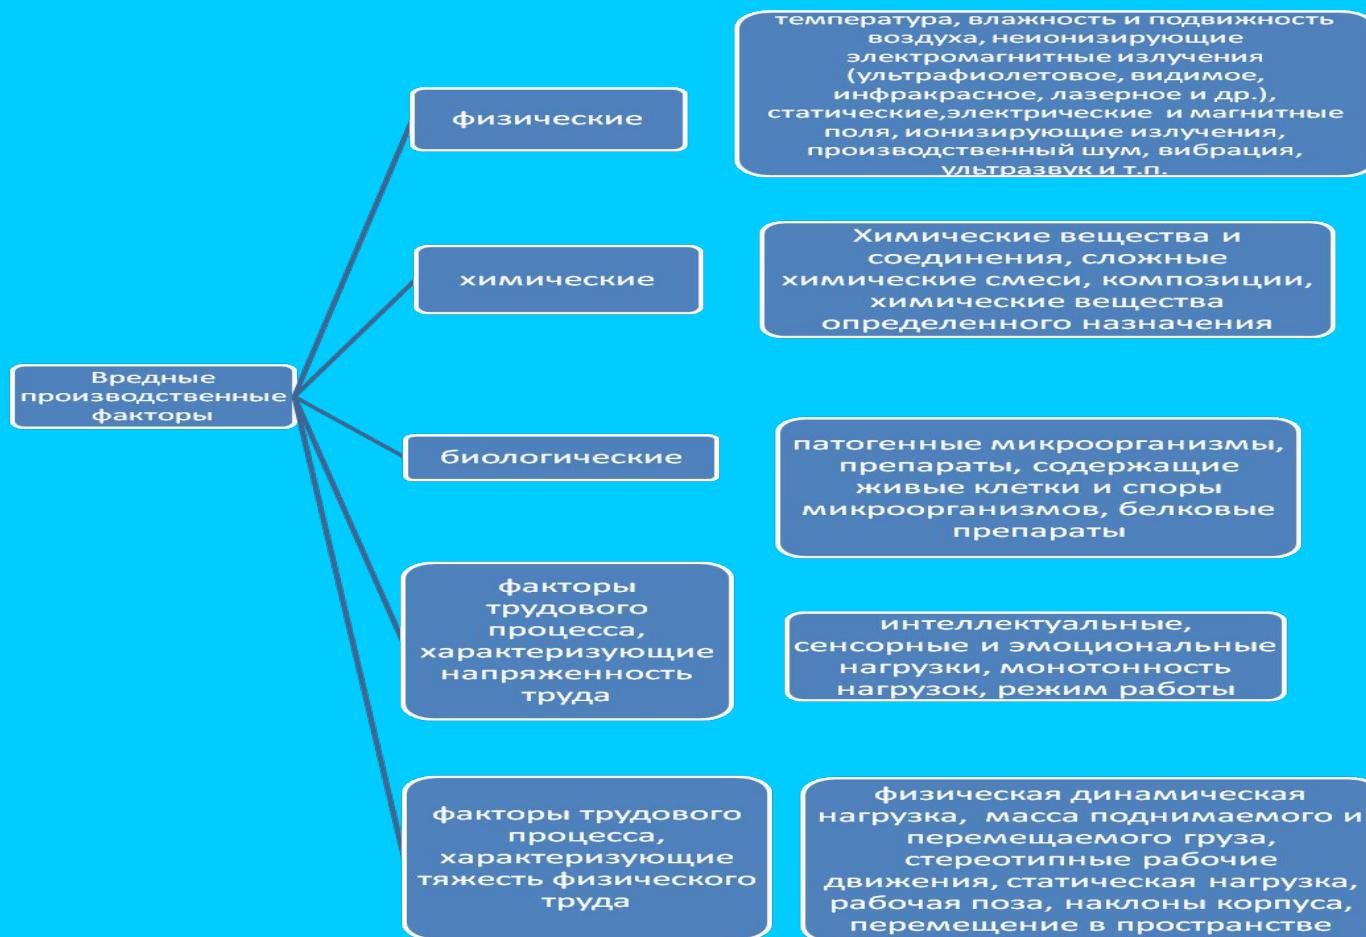 Вредные
производственные
факторы
физические
температура, влажность и подвижность
воздуха, неионизирующие
электромагнитные излучения
(ультрафиолетовое, видимое,
инфракрасное, лазерное и др.),
статические,электрические и магнитные
поля, ионизирующие излучения,
производственный шум, вибрация,
ультразвук и т.п.
химические
Химические вещества и
соединения, сложные
химические смеси, композиции,
химические вещества
определенного назначения
биологические
патогенные микроорганизмы,
препараты, содержащие
живые клетки и споры
микроорганизмов, белковые
препараты
факторы
трудового
процесса,
характеризующие
напряженность
труда
интеллектуальные,
сенсорные и эмоциональные
нагрузки, монотонность
нагрузок, режим работы
факторы трудового
процесса,
характеризующие
тяжесть физического
труда
физическая динамическая
нагрузка, масса поднимаемого и
перемещаемого груза,
стереотипные рабочие
движения, статическая нагрузка,
рабочая поза, наклоны корпуса,
перемещение в пространстве